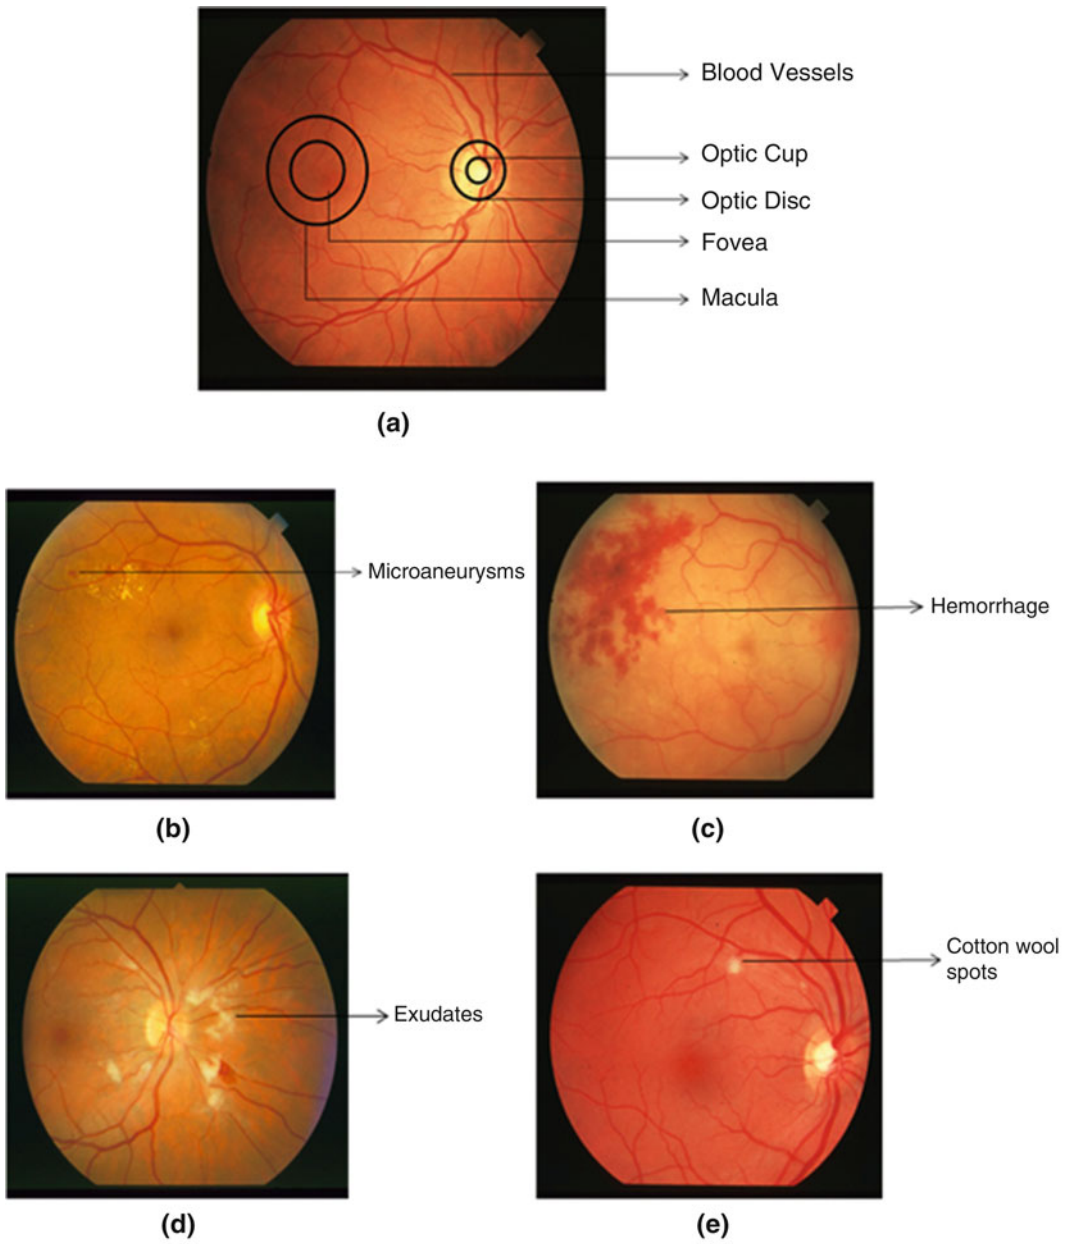 Blood Vessels
Optic Cup
Optic Disc
Fovea
Macula
(a)
Microaneurysms
(b)
Hemorrhage
(c)
Exudates
(d)
Cotton wool
spots
(e)